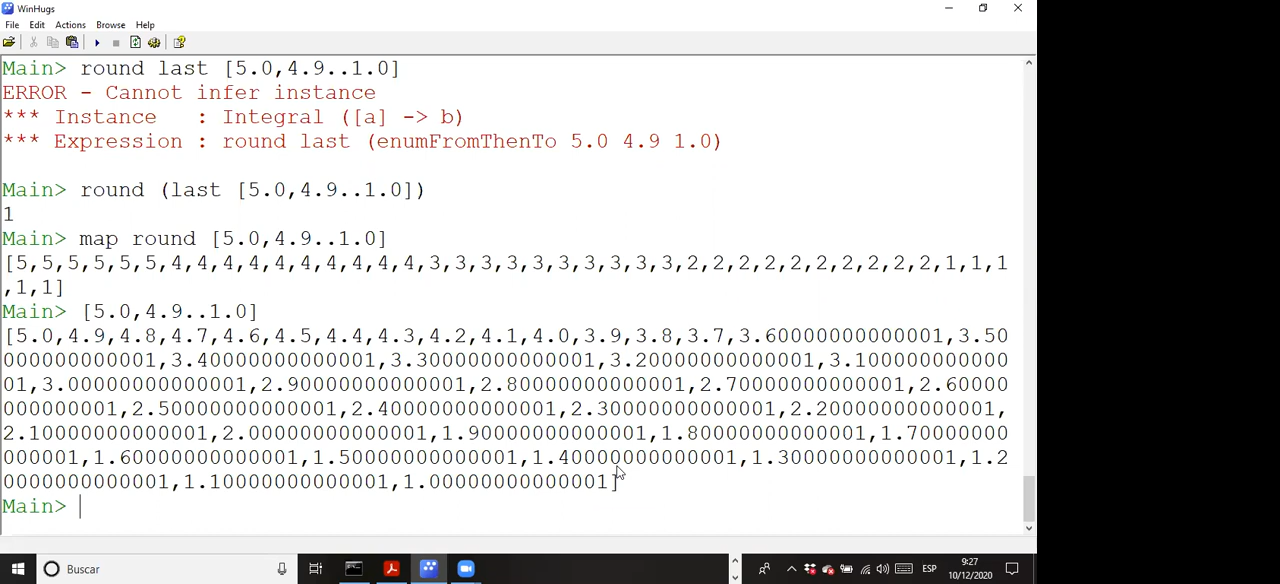 WinHugs
File Edit Actions Browse Help
Main> round last [5.0,4.9..1.0]
ERROR - Cannot infer instance
*** Instance   : Integral ([a] -> b)
*** Expression : round last (enumFromThenTo 5.0 4.9 1.0)
Main> round (last [5.0,4.9..1.0])
1
Main> map round [5.0,4.9..1.0]
[5,5,5,5,5,5,4,4,4,4,4,4,4,4,4,4,3,3,3,3,3,3,3,3,3,3,2,2,2,2,2,2,2,2,2,2,1,1,1
,1,1]
Main> [5.0,4.9..1.0]
[5.0,4.9,4.8,4.7,4.6,4.5,4.4,4.3,4.2,4.1,4.0,3.9,3.8,3.7,3.60000000000001,3.50
000000000001,3.40000000000001,3.30000000000001,3.20000000000001,3.100000000000
01,3.00000000000001,2.90000000000001,2.80000000000001,2.70000000000001,2.60000
000000001,2.50000000000001,2.40000000000001,2.30000000000001,2.20000000000001,
2.10000000000001,2.00000000000001,1.90000000000001,1.80000000000001,1.70000000
000001,1.60000000000001,1.50000000000001,1.40000000000001,1.30000000000001,1.2
0000000000001,1.10000000000001,1.00000000000001]
Main>
Buscar
ESP
9:27
10/12/2020